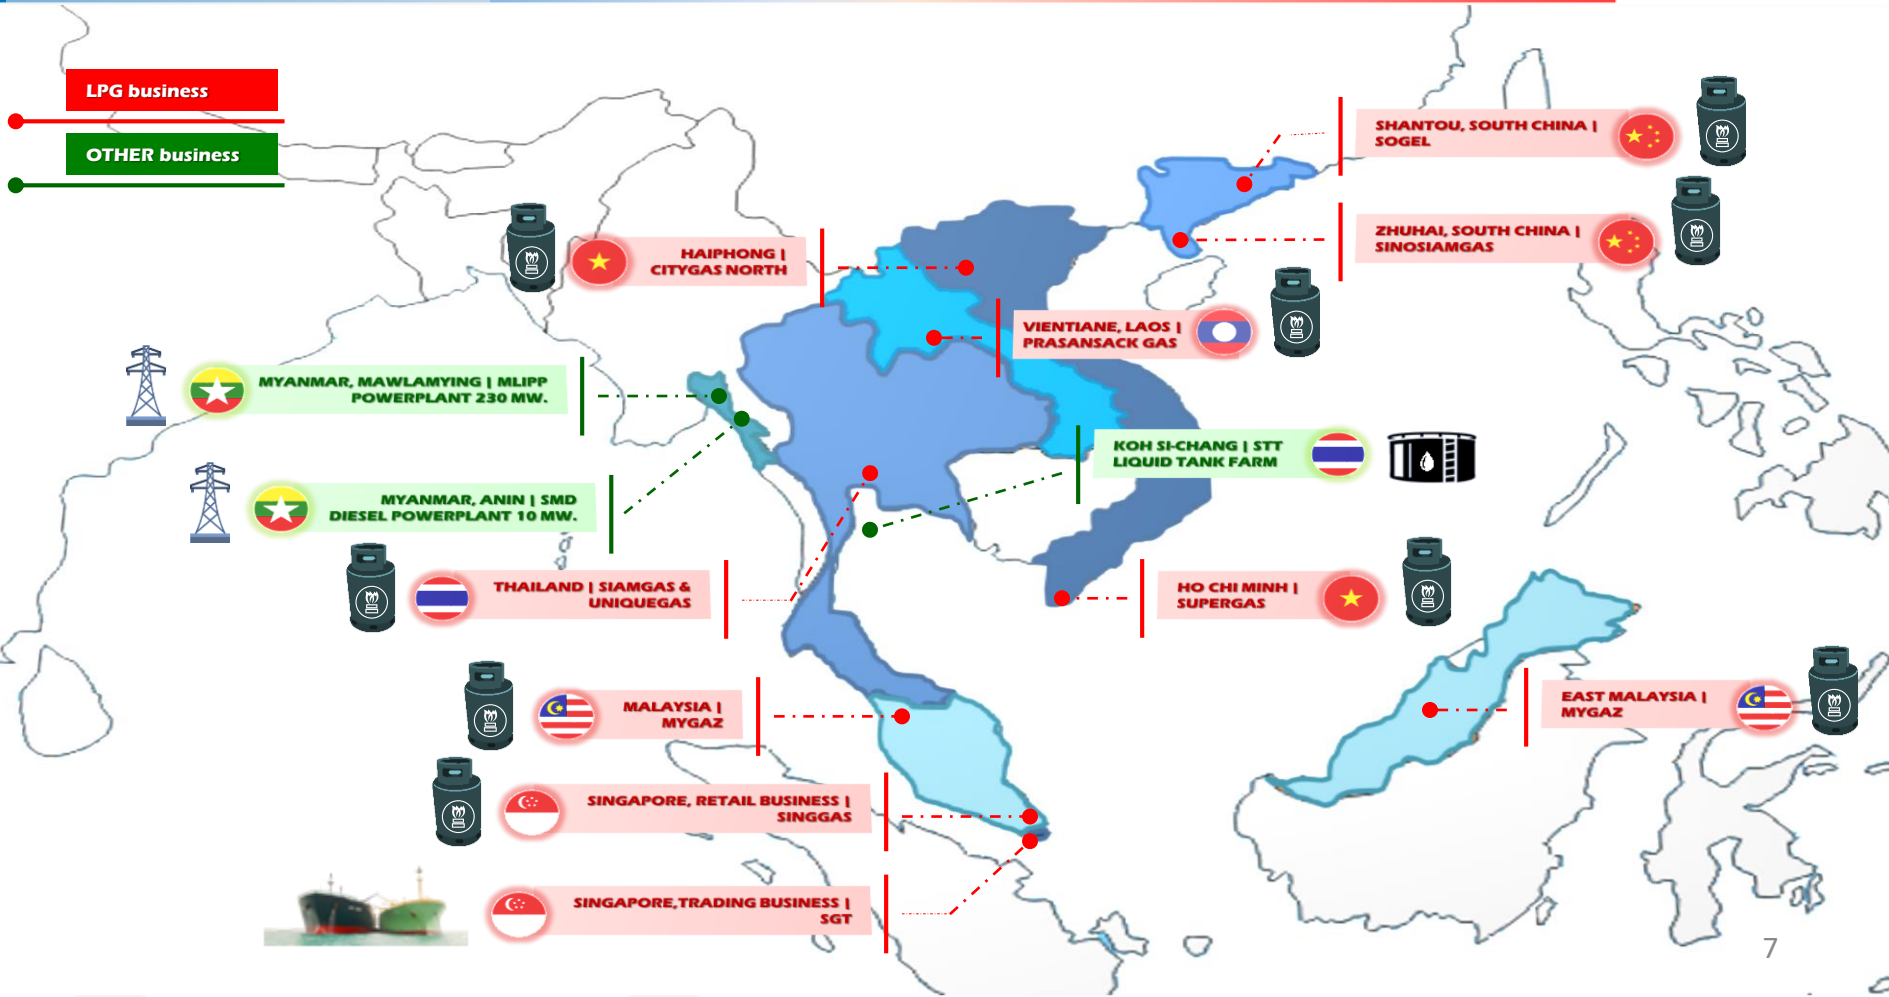 LPG business
OTHER business
SHANTOU, SOUTH CHINA |
SOGEL
ZHUHAI, SOUTH CHINA |
SINOSIAMGAS
HAIPHONG |
CITYGAS NORTH
VIENTIANE, LAOS |
PRASANSACK GAS
MYANMAR, MAWLAMYING | MLIPP
POWERPLANT 230 MW.
KOH SI-CHANG | STT
LIQUID TANK FARM
MYANMAR, ANIN | SMD
DIESEL POWERPLANT 10 MW.
THAILAND | SIAMGAS &
UNIQUEGAS
HO CHI MINH |
SUPERGAS
MALAYSIA |
MYGAZ
EAST MALAYSIA |
MYGAZ
SINGAPORE, RETAIL BUSINESS |
SINGGAS
SINGAPORE,TRADING BUSINESS |
SGT
7